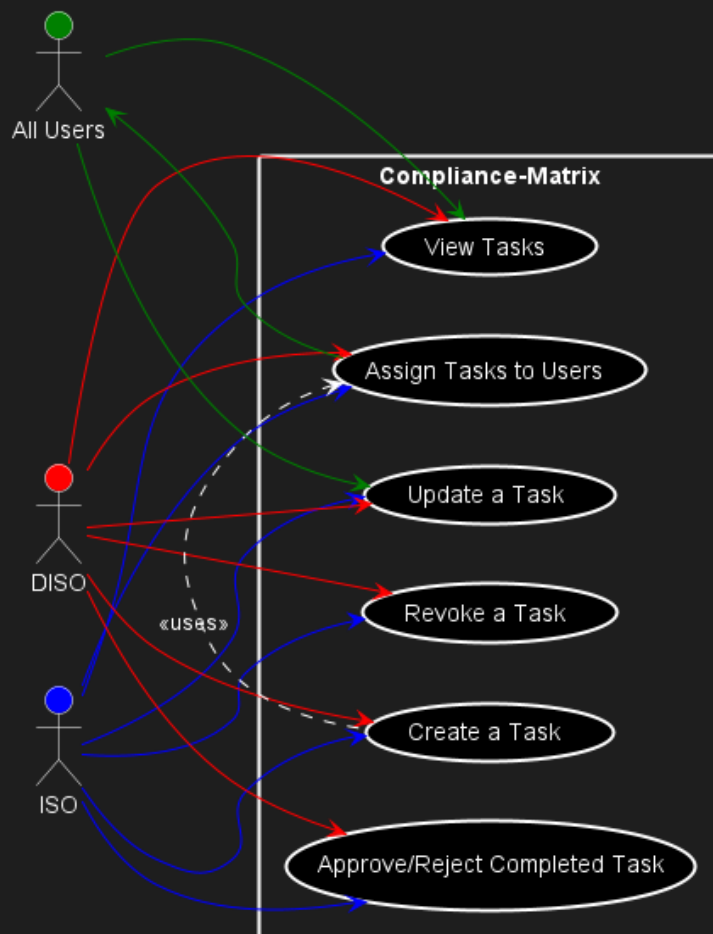 All Users
Compliance-Matrix
View Tasks
Assign Tasks to Users
Update a Task
DISO
Revoke a Task
«uses»
Create a Task
ISO
Approve/Reject Completed Task